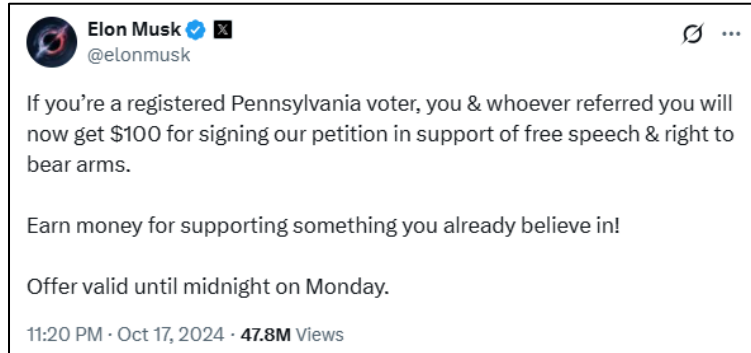 Elon Musk X
@elonmusk
If you’re a registered Pennsylvania voter, you & whoever referred you will
now get $100 for signing our petition in support of free speech & right to
bear arms.
Earn money for supporting something you already believe in!
Offer valid until midnight on Monday.
11:20 PM · Oct 17, 2024 · 47.8M Views